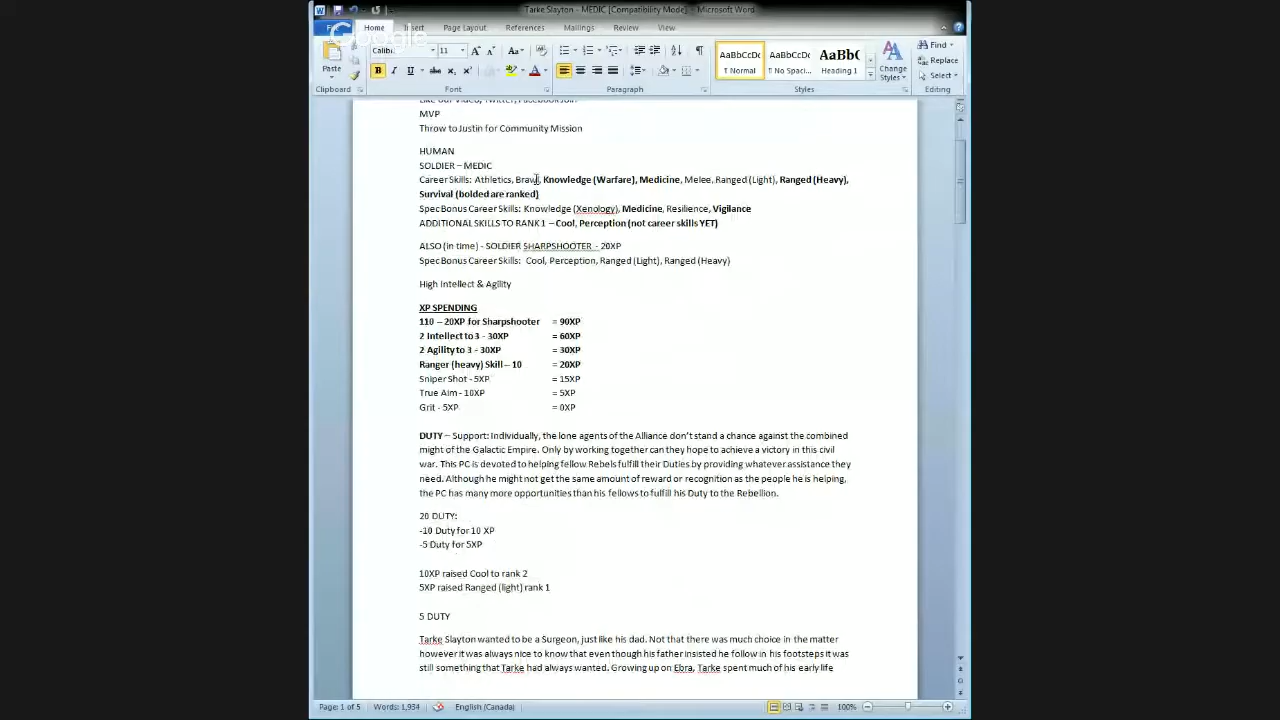 Tarke Slayton - MEDIC [Compatibility Mode] - Microsoft Word
Google
Home Insert Page Layout References Mailings Review View
Paste
Calibri 11
AaBbCcDc AaBbCcDc AaBbC
¶ Normal ¶ No Spaci... Heading 1
Change Styles
Find
Replace
Select
Clipboard Font Paragraph Styles Editing
Like our video, Twitter, Facebook
MVP
Throw to Justin for Community Mission
HUMAN
SOLDIER – MEDIC
Career Skills: Athletics, Brawl, Knowledge (Warfare), Medicine, Melee, Ranged (Light), Ranged (Heavy),
Survival (bolded are ranked)
Spec Bonus Career Skills: Knowledge (Xenology), Medicine, Resilience, Vigilance
ADDITIONAL SKILLS TO RANK 1 – Cool, Perception (not career skills YET)
ALSO (in time) - SOLDIER SHARPSHOOTER - 20XP
Spec Bonus Career Skills: Cool, Perception, Ranged (Light), Ranged (Heavy)
High Intellect & Agility
XP SPENDING
110 – 20XP for Sharpshooter = 90XP
2 Intellect to 3 - 30XP = 60XP
2 Agility to 3 - 30XP = 30XP
Ranger (heavy) Skill – 10 = 20XP
Sniper Shot - 5XP = 15XP
True Aim - 10XP = 5XP
Grit - 5XP = 0XP
DUTY – Support: Individually, the lone agents of the Alliance don't stand a chance against the combined
might of the Galactic Empire. Only by working together can they hope to achieve a victory in this civil
war. This PC is devoted to helping fellow Rebels fulfill their Duties by providing whatever assistance they
need. Although he might not get the same amount of reward or recognition as the people he is helping,
the PC has many more opportunities than his fellows to fulfill his Duty to the Rebellion.
20 DUTY:
-10 Duty for 10 XP
-5 Duty for 5XP
10XP raised Cool to rank 2
5XP raised Ranged (light) rank 1
5 DUTY
Tarke Slayton wanted to be a Surgeon, just like his dad. Not that there was much choice in the matter
however it was always nice to know that even though his father insisted he follow in his footsteps it was
still something that Tarke had always wanted. Growing up on Ebra, Tarke spent much of his early life
Page: 1 of 5 Words: 1,934 English (Canada) 100%